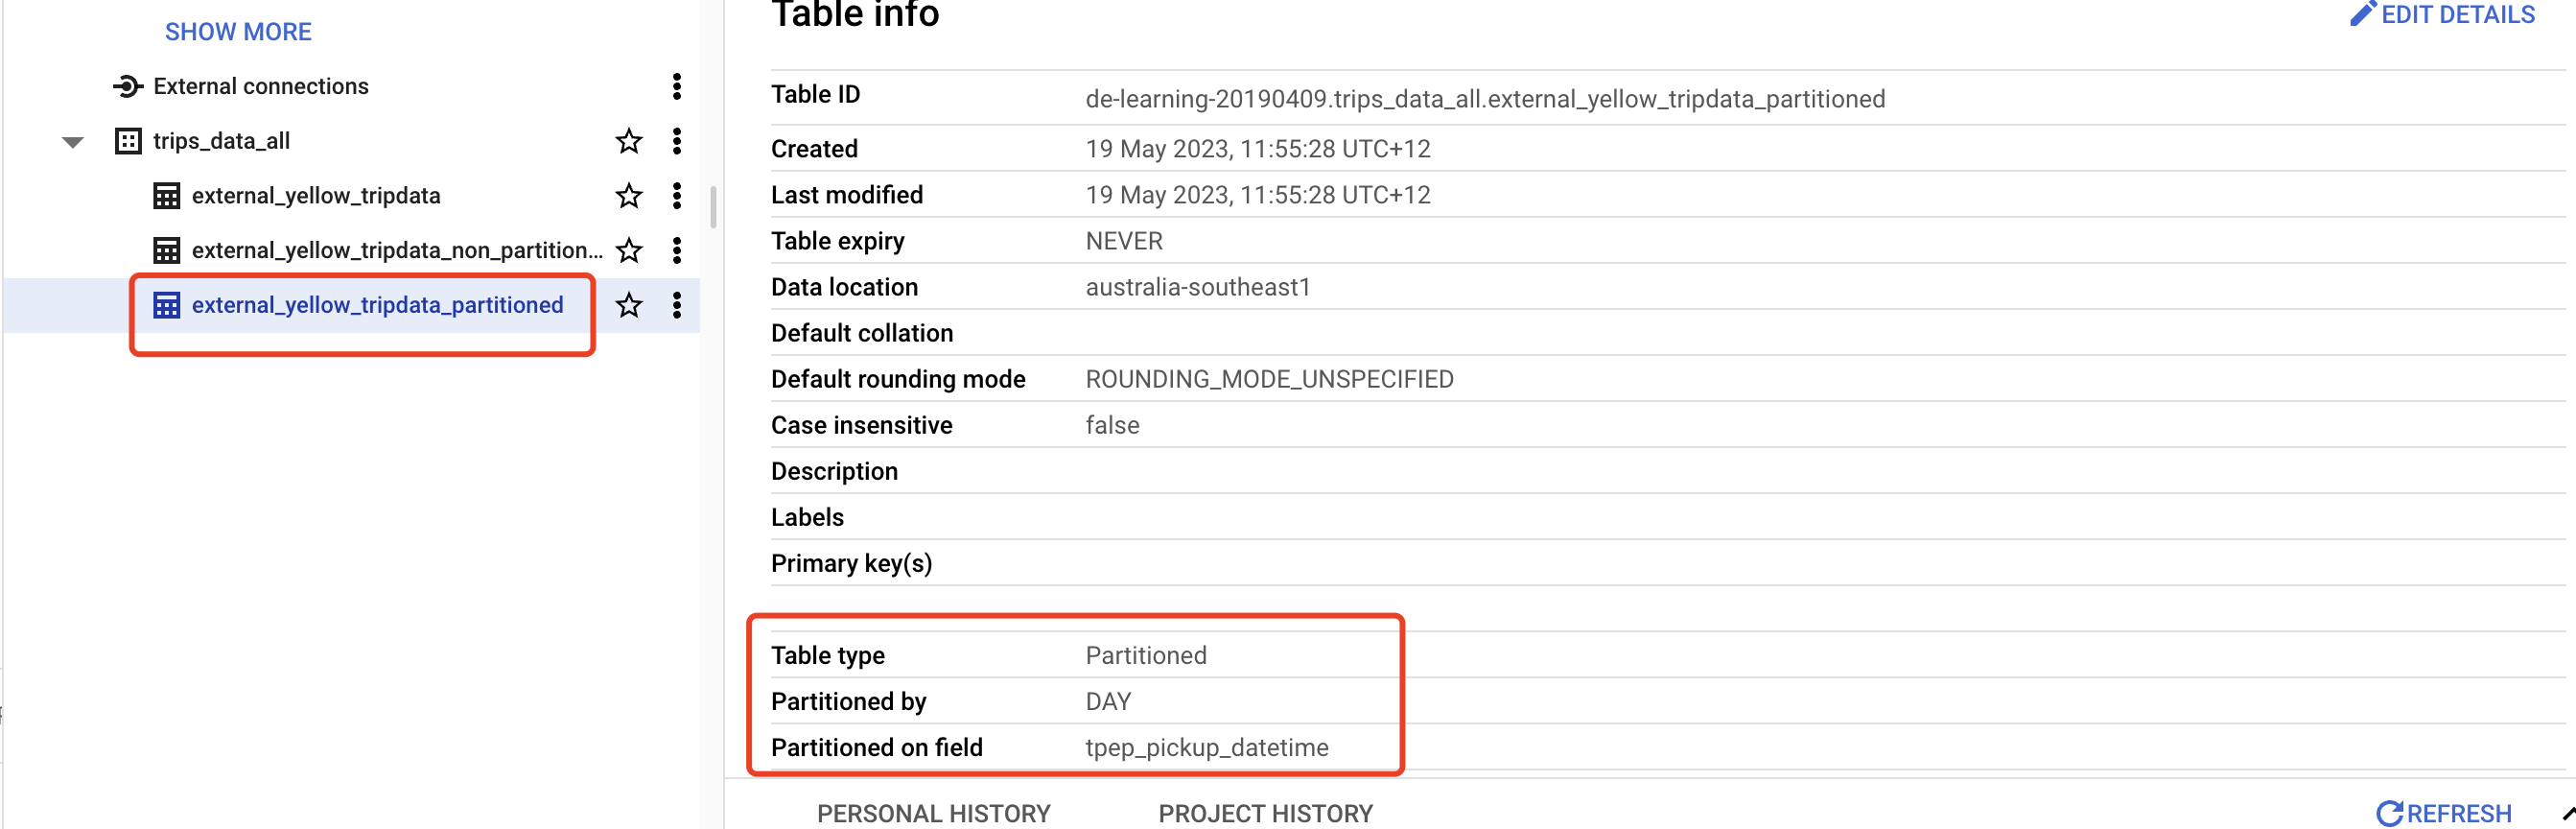 SHOW MORE
External connections
trips_data_all
external_yellow_tripdata
external_yellow_tripdata_non_partition...
external_yellow_tripdata_partitioned
Table info
EDIT DETAILS
Table ID de-learning-20190409.trips_data_all.external_yellow_tripdata_partitioned
Created 19 May 2023, 11:55:28 UTC+12
Last modified 19 May 2023, 11:55:28 UTC+12
Table expiry NEVER
Data location australia-southeast1
Default collation
Default rounding mode ROUNDING_MODE_UNSPECIFIED
Case insensitive false
Description
Labels
Primary key(s)
Table type Partitioned
Partitioned by DAY
Partitioned on field tpep_pickup_datetime
PERSONAL HISTORY PROJECT HISTORY REFRESH